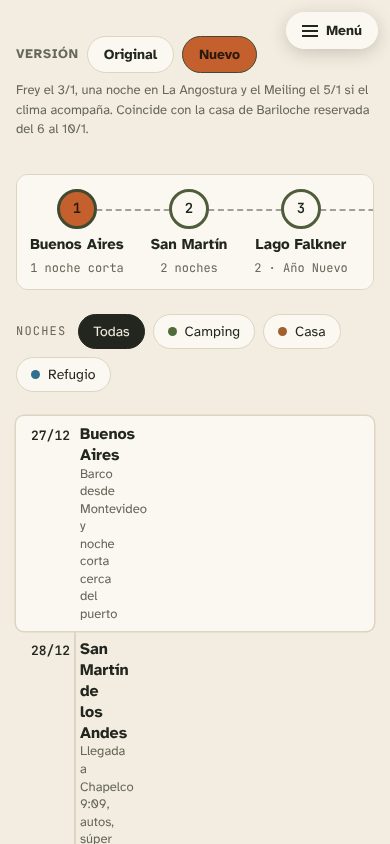 Menú
VERSIÓN Original Nuevo
Frey el 3/1, una noche en La Angostura y el Meiling el 5/1 si el
clima acompaña. Coincide con la casa de Bariloche reservada
del 6 al 10/1.
1 2 3
Buenos Aires San Martín Lago Falkner
1 noche corta 2 noches 2 · Año Nuevo
NOCHES Todas Camping Casa
Refugio
27/12 Buenos
Aires
Barco
desde
Montevideo
y
noche
corta
cerca
del
puerto
28/12 San
Martín
de
los
Andes
Llegada
a
Chapelco
9:09,
autos,
súper